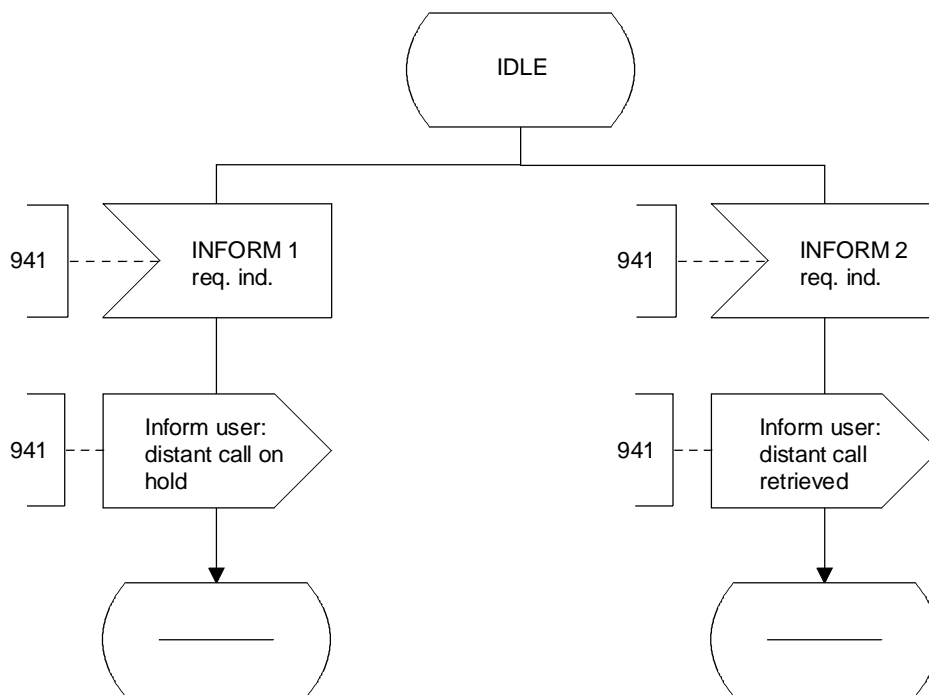 IDLE
941
INFORM 1
req. ind.
941
INFORM 2
req. ind.
941
Inform user:
distant call on
hold
941
Inform user:
distant call
retrieved